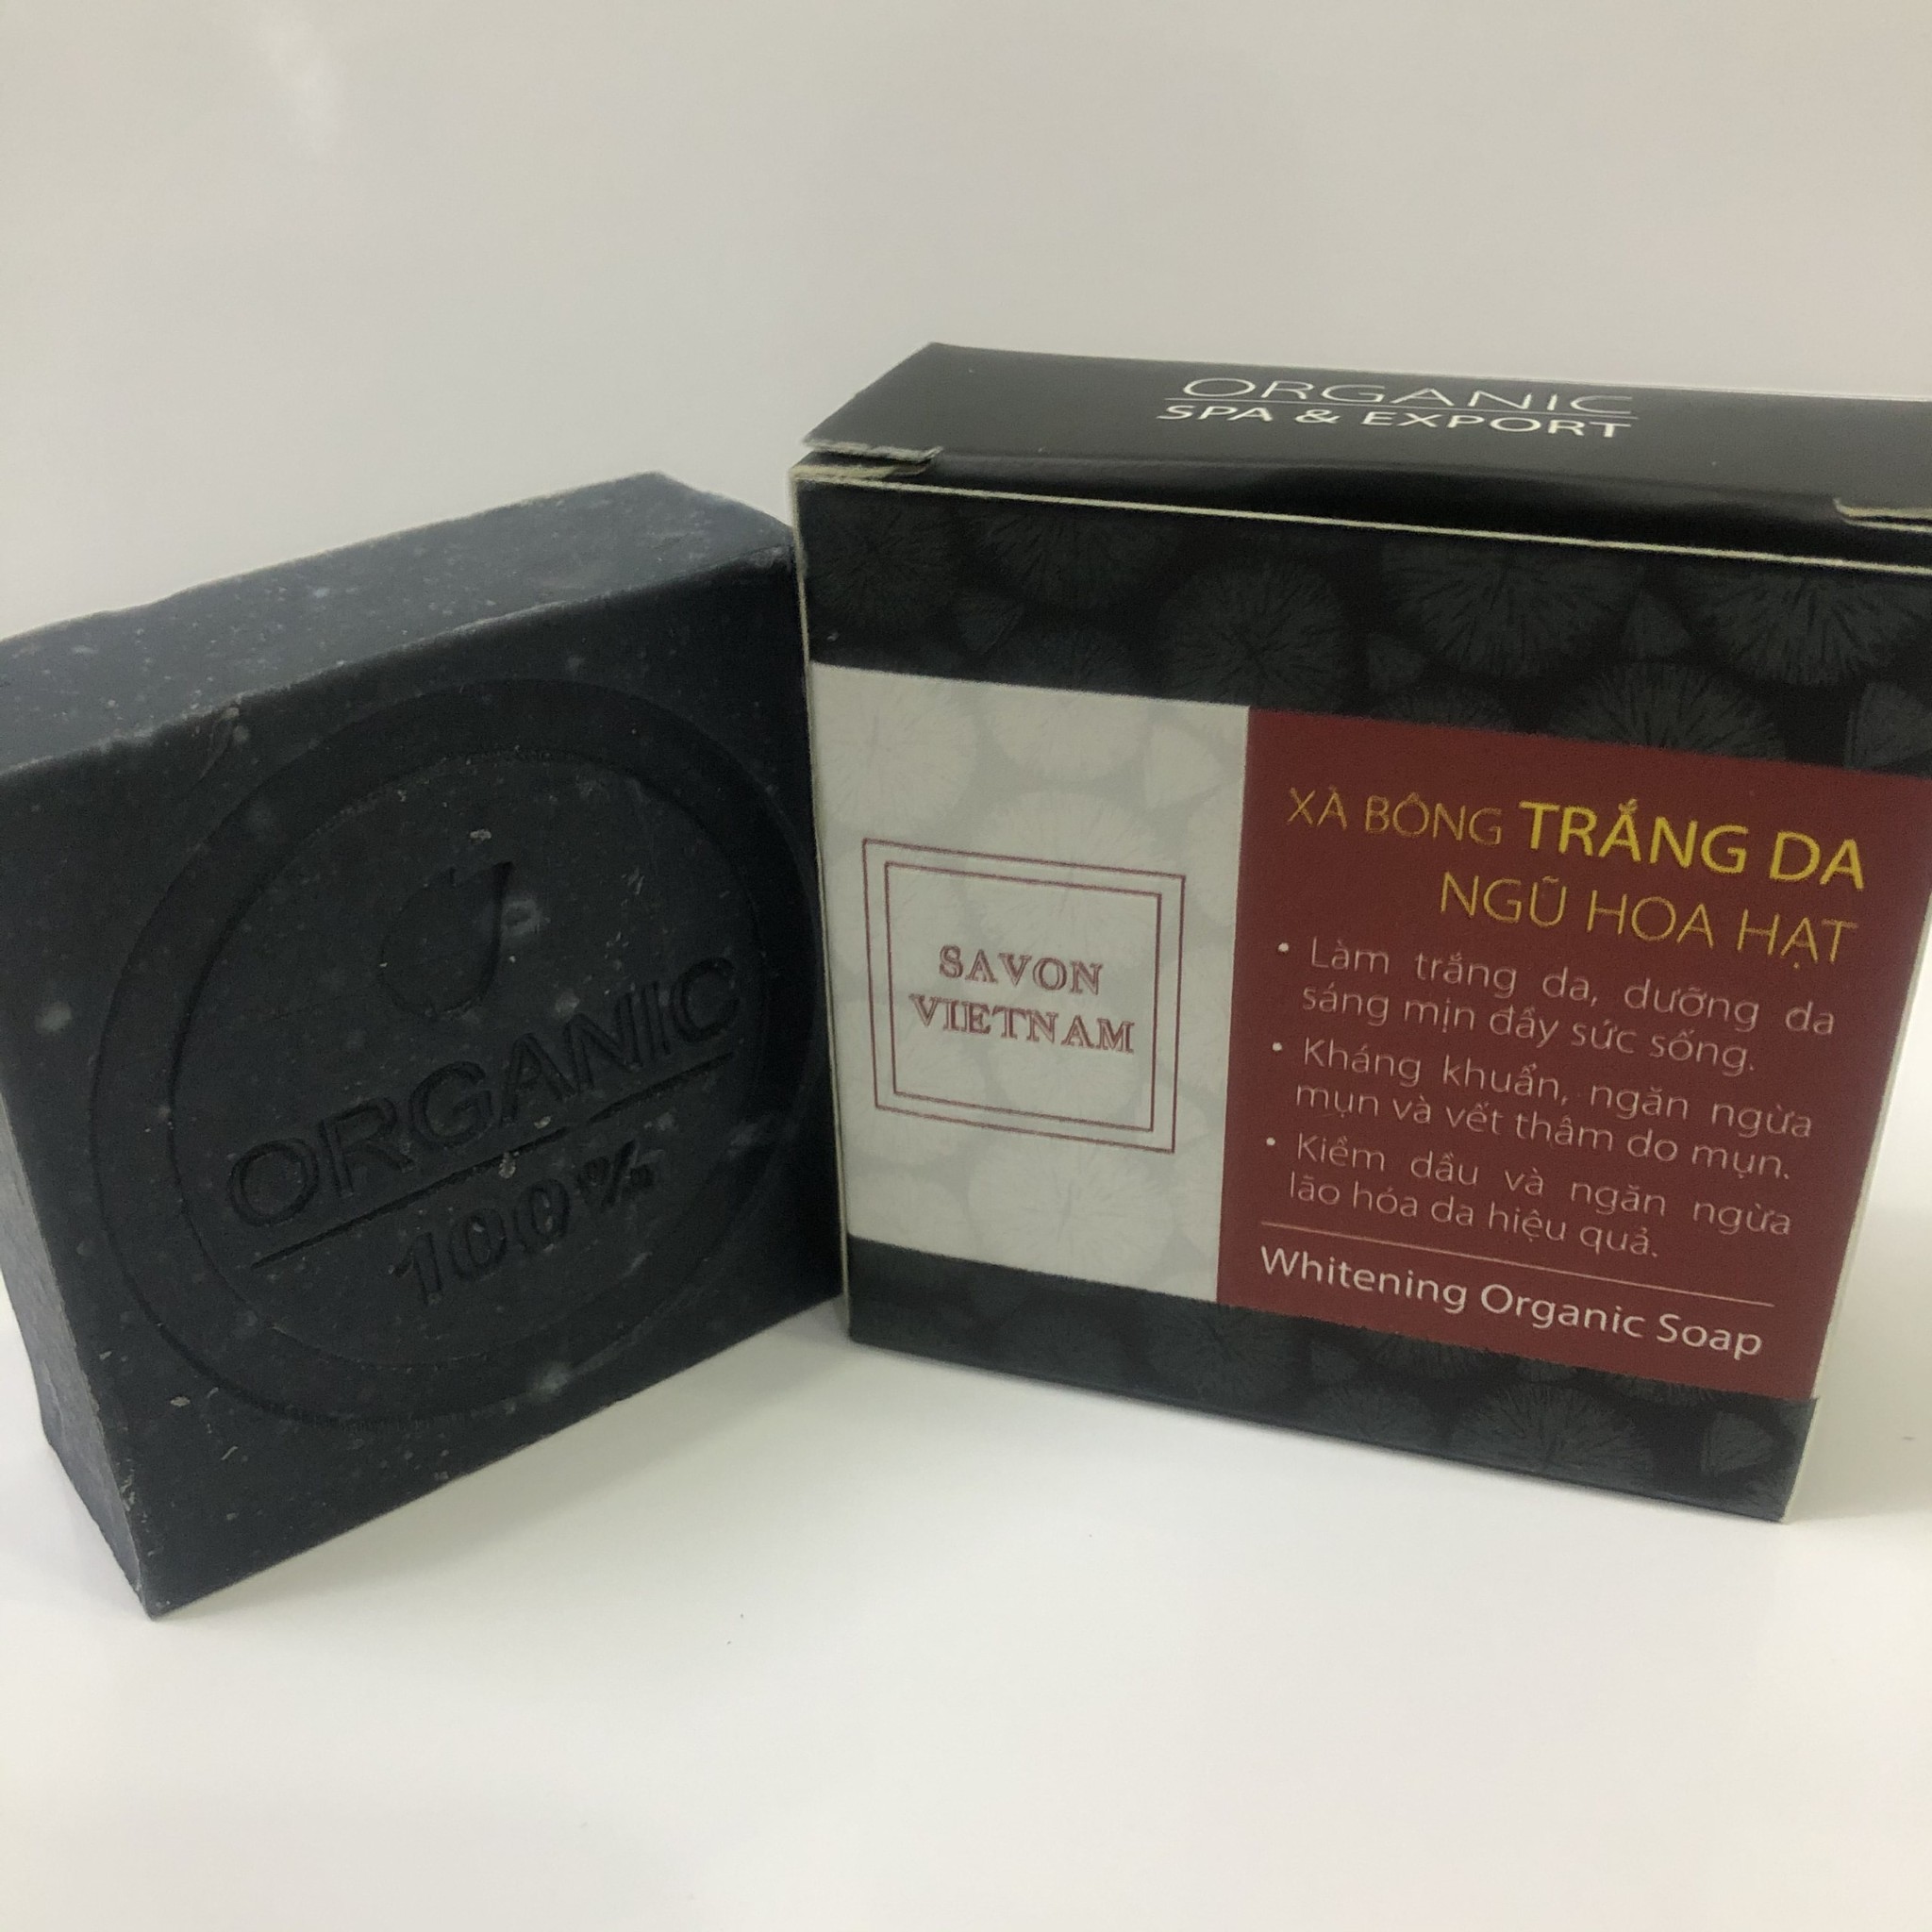 ORGANIC
100%
ORGANIC
SPA & EXPORT
SAVON
VIETNAM
XÀ BÔNG TRẮNG DA
NGŨ HOA HẠT
• Làm trắng da, dưỡng da
sáng mịn đầy sức sống.
• Kháng khuẩn, ngăn ngừa
mụn và vết thâm do mụn.
• Kiềm dầu và ngăn ngừa
lão hóa da hiệu quả.
Whitening Organic Soap